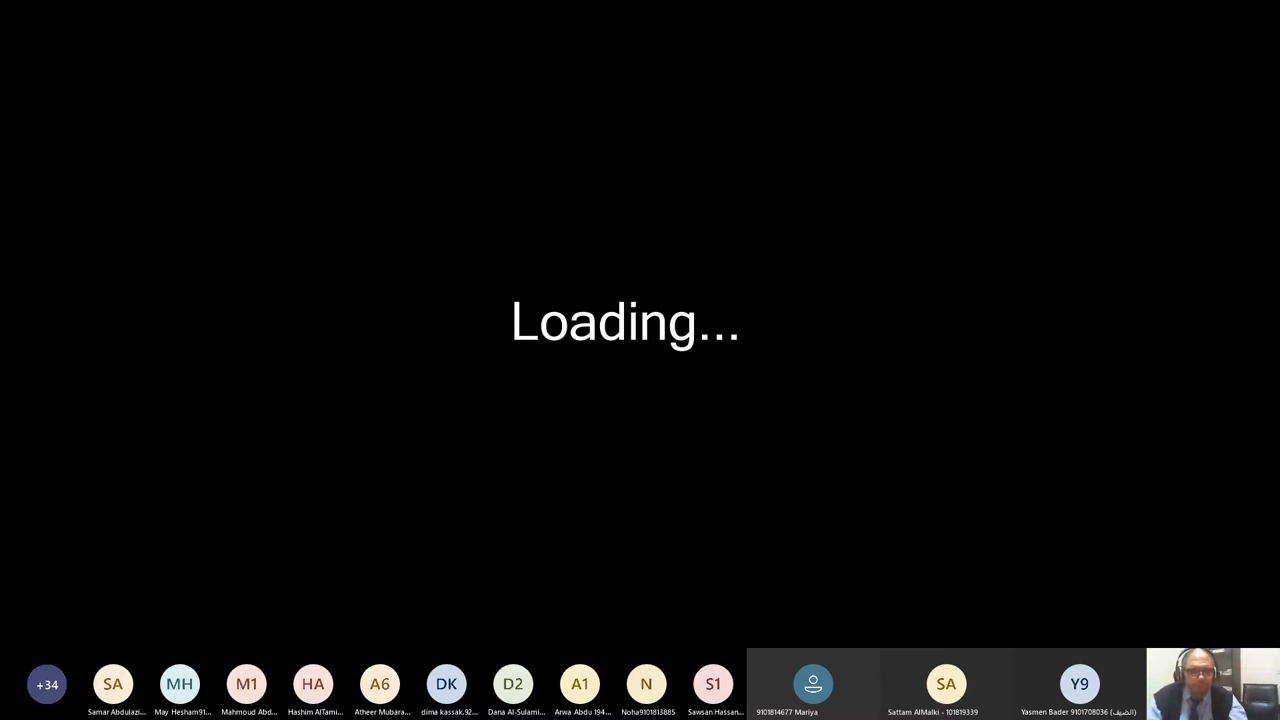 Loading...
+34
SA
MH
M1
HA
A6
DK
D2
A1
N
S1
SA
Y9
Samar Abdulazi...
May Hesham91...
Mahmoud Abd...
Hashim AlTami...
Atheer Mubara...
dima kassak.92...
Dana Al-Sulami...
Arwa Abdu 194...
Noha9101813885
Sawsan Hassan...
9101814677 Mariya
Sattam AlMalki - 101819339
Yasmen Bader 9101708036 (الضيف)